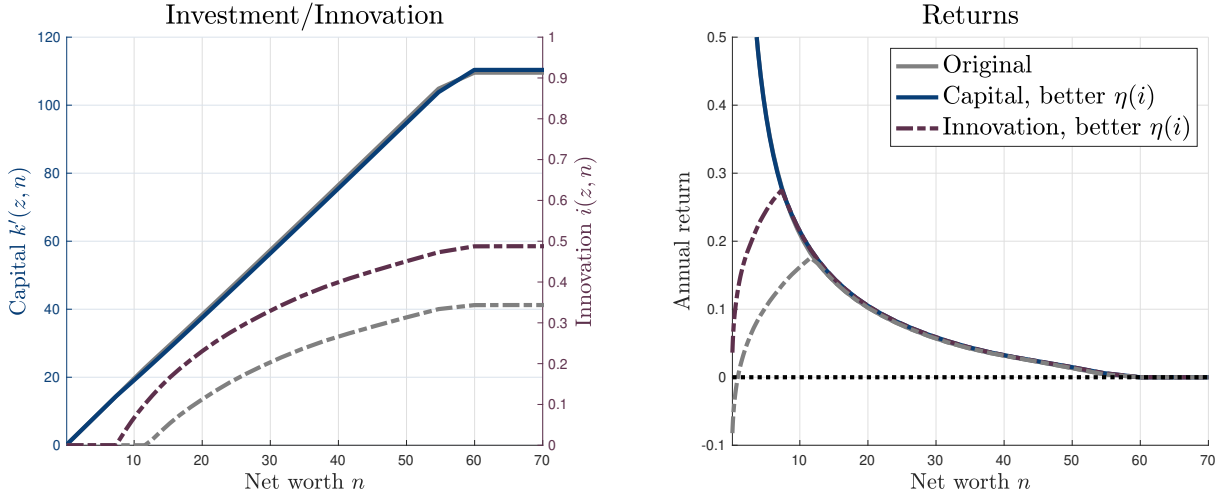 Investment/Innovation
120
100
80
60
40
20
0
Capital k′(z, n)
1
0.9
0.8
0.7
0.6
0.5
0.4
0.3
0.2
0.1
0
Innovation i(z, n)
10 20 30 40 50 60 70
Net worth n
Returns
0.5
0.4
0.3
0.2
0.1
0
-0.1
Annual return
Original
Capital, better η(i)
Innovation, better η(i)
10 20 30 40 50 60 70
Net worth n